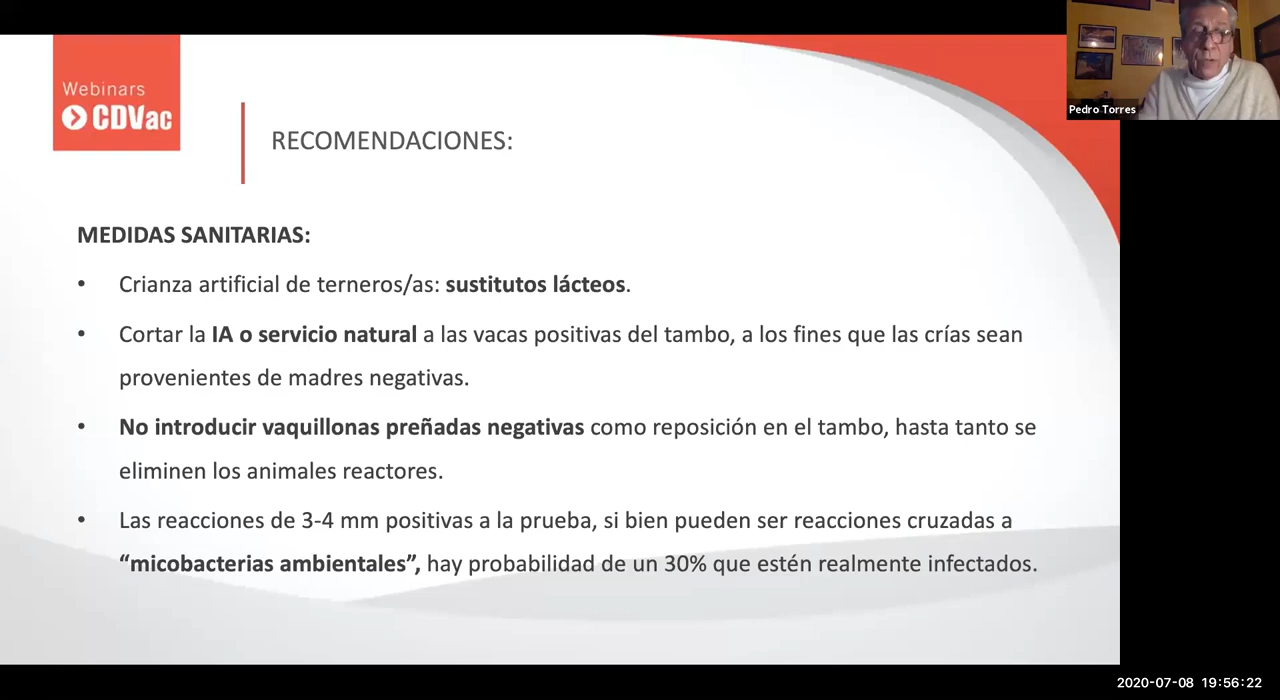 Webinars
CDVac
RECOMENDACIONES:
Pedro Torres
MEDIDAS SANITARIAS:
• Crianza artificial de terneros/as: sustitutos lácteos.
• Cortar la IA o servicio natural a las vacas positivas del tambo, a los fines que las crías sean
provenientes de madres negativas.
• No introducir vaquillonas preñadas negativas como reposición en el tambo, hasta tanto se
eliminen los animales reactores.
• Las reacciones de 3-4 mm positivas a la prueba, si bien pueden ser reacciones cruzadas a
“micobacterias ambientales”, hay probabilidad de un 30% que estén realmente infectados.
2020-07-08 19:56:22